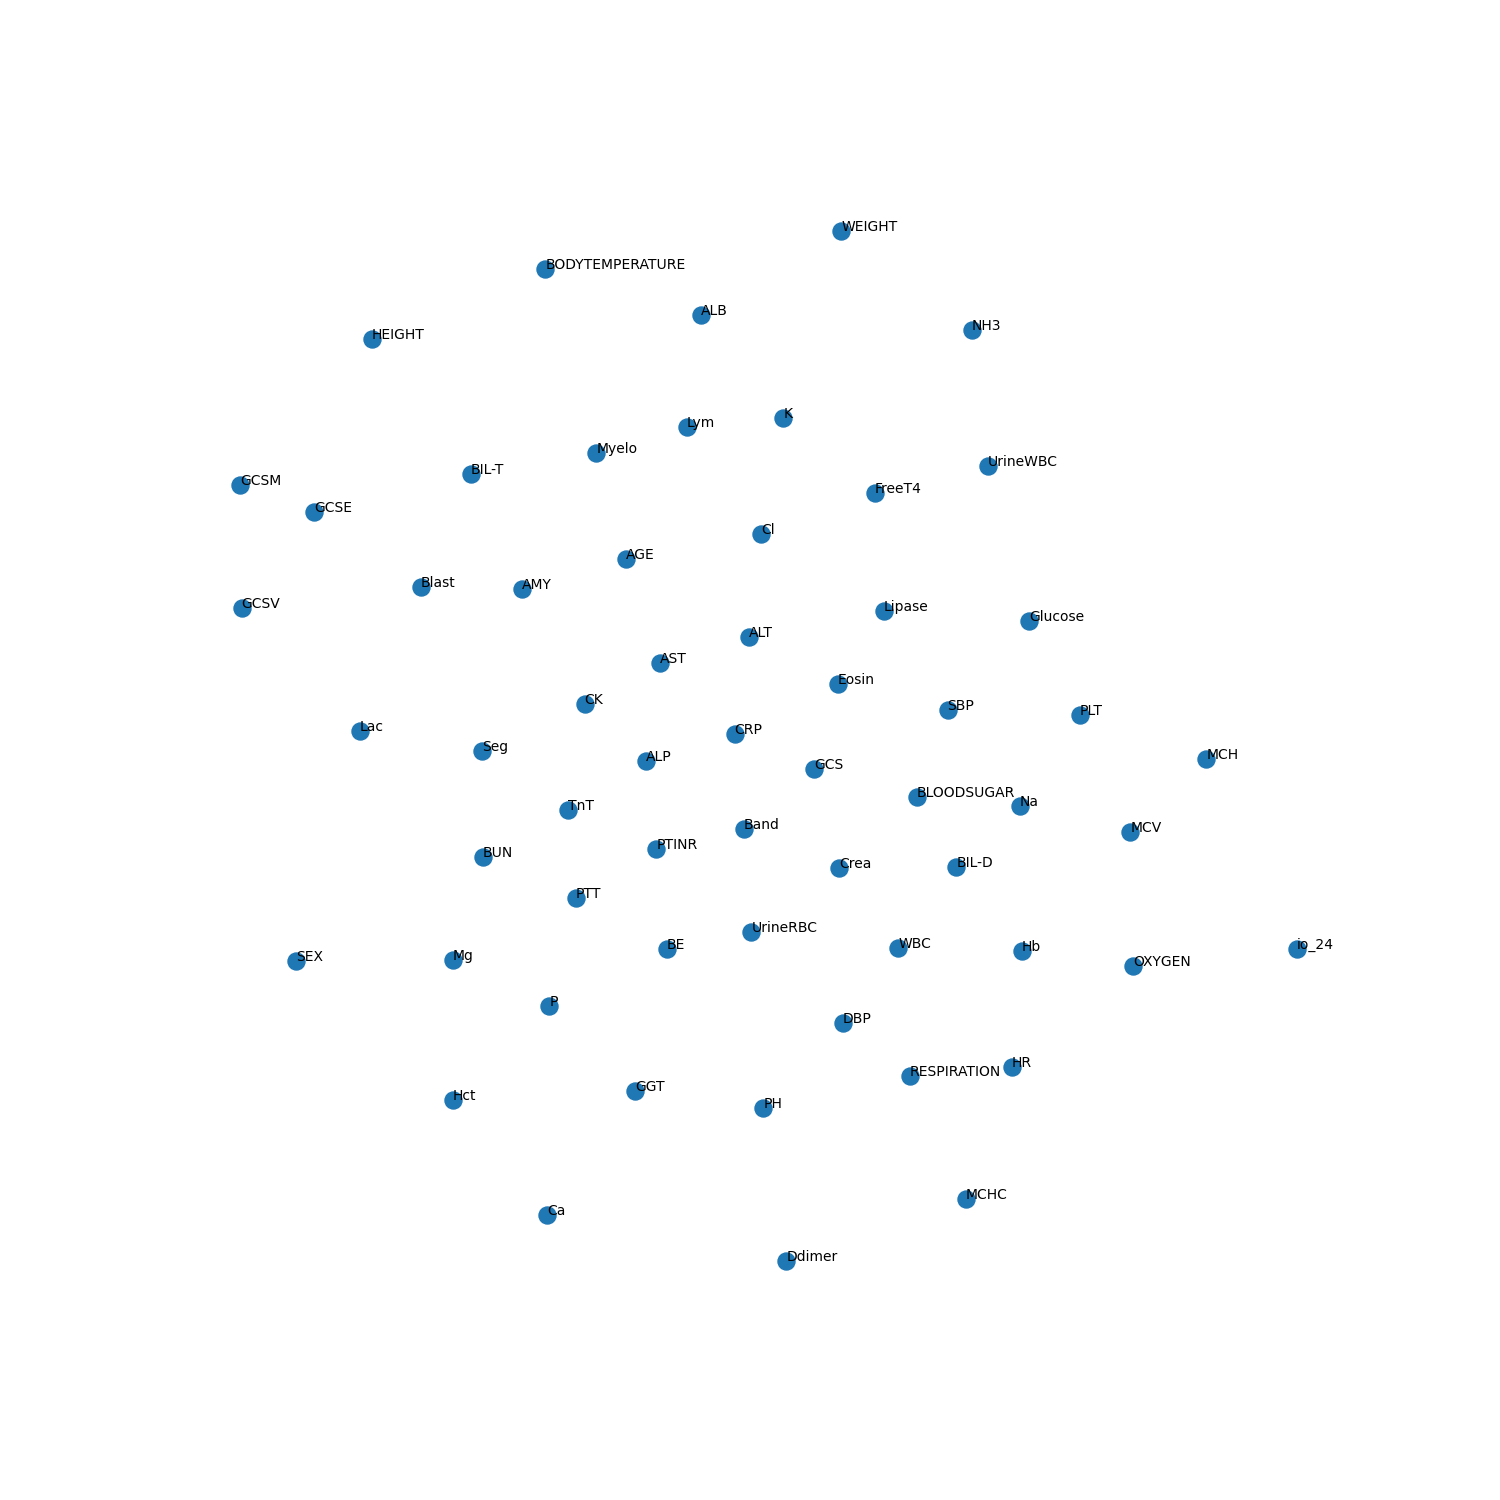 WEIGHT
BODYTEMPERATURE
ALB
NH3
HEIGHT
K
Lym
Myelo
UrineWBC
BIL-T
GCSM
FreeT4
GCSE
Cl
AGE
Blast
AMY
GCSV
Lipase
Glucose
ALT
AST
Eosin
CK
SBP
PLT
Lac
CRP
Seg
MCH
ALP
GCS
BLOODSUGAR
Na
TnT
Band
MCV
PTINR
BUN
BIL-D
Crea
PTT
UrineRBC
BE
WBC
io_24
Hb
Mg
SEX
OXYGEN
P
DBP
HR
RESPIRATION
GGT
Hct
PH
MCHC
Ca
Ddimer